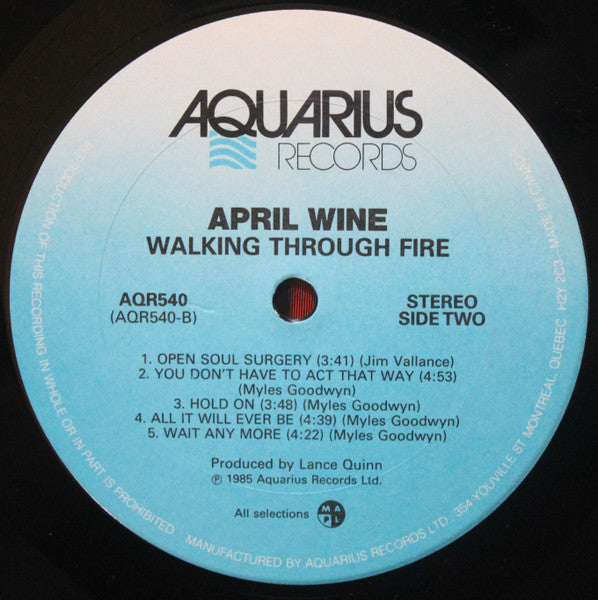 AQUARIUS
RECORDS
APRIL WINE
WALKING THROUGH FIRE
AQR540
(AQR540-B)
STEREO
SIDE TWO
1. OPEN SOUL SURGERY (3:41) (Jim Vallance)
2. YOU DON'T HAVE TO ACT THAT WAY (4:53)
(Myles Goodwyn)
3. HOLD ON (3:48) (Myles Goodwyn)
4. ALL IT WILL EVER BE (4:39) (Myles Goodwyn)
5. WAIT ANY MORE (4:22) (Myles Goodwyn)
Produced by Lance Quinn
℗ 1985 Aquarius Records Ltd.
All selections
M A
P L
REPRODUCTION OF THIS RECORDING IN WHOLE OR IN PART IS PROHIBITED
MANUFACTURED BY AQUARIUS RECORDS LTD. 354 YOUVILLE ST MONTREAL, QUEBEC H2Y 2C3 MADE IN CANADA